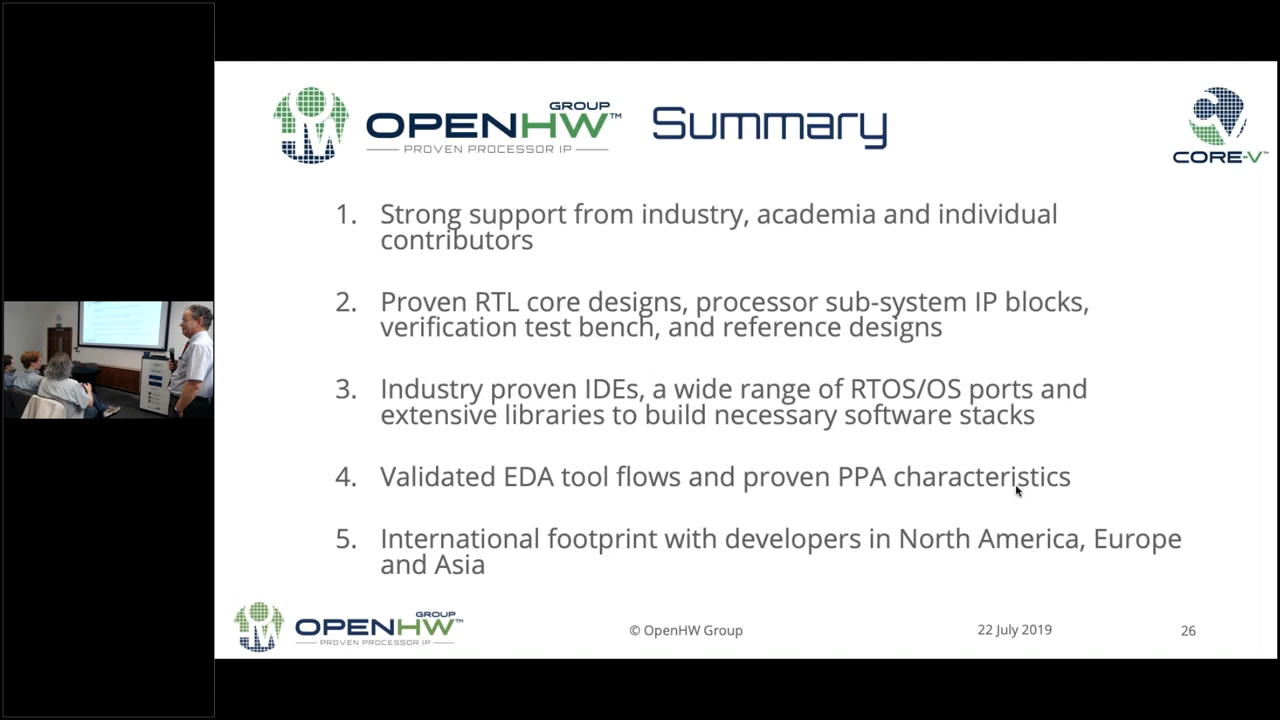 GROUP
OPENHW™ Summary
PROVEN PROCESSOR IP
CORE-V™
1. Strong support from industry, academia and individual
contributors
2. Proven RTL core designs, processor sub-system IP blocks,
verification test bench, and reference designs
3. Industry proven IDEs, a wide range of RTOS/OS ports and
extensive libraries to build necessary software stacks
4. Validated EDA tool flows and proven PPA characteristics
5. International footprint with developers in North America, Europe
and Asia
GROUP
OPENHW™
PROVEN PROCESSOR IP
© OpenHW Group
22 July 2019
26